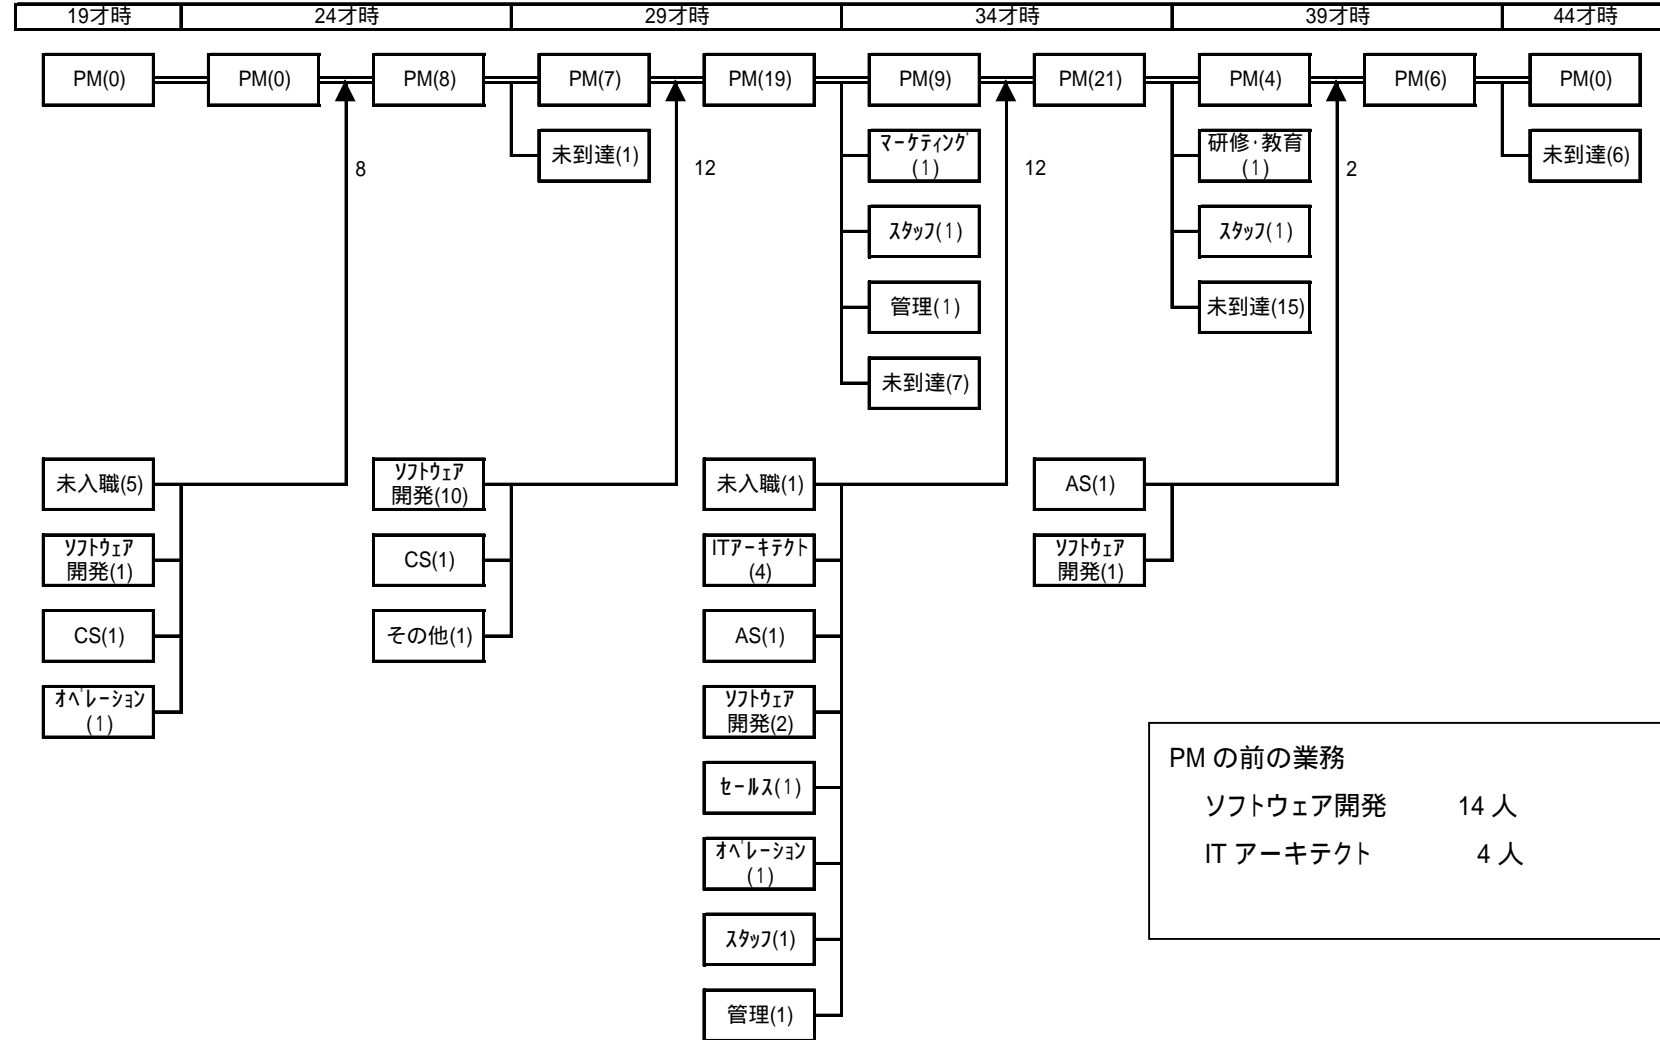 19才時
24才時
29才時
34才時
39才時
44才時
PM(0)
PM(0)
PM(8)
PM(7)
PM(19)
PM(9)
PM(21)
PM(4)
PM(6)
PM(0)
未到達(1)
マーケティング
(1)
研修・教育
(1)
未到達(6)
8
12
12
2
スタッフ(1)
スタッフ(1)
管理(1)
未到達(15)
未到達(7)
未入職(5)
ソフトウェア
開発(10)
未入職(1)
AS(1)
ソフトウェア
開発(1)
CS(1)
ITアーキテクト
(4)
ソフトウェア
開発(1)
CS(1)
その他(1)
AS(1)
オペレーション
(1)
ソフトウェア
開発(2)
セールス(1)
オペレーション
(1)
スタッフ(1)
管理(1)
PM の前の業務
ソフトウェア開発 14 人
IT アーキテクト 4 人